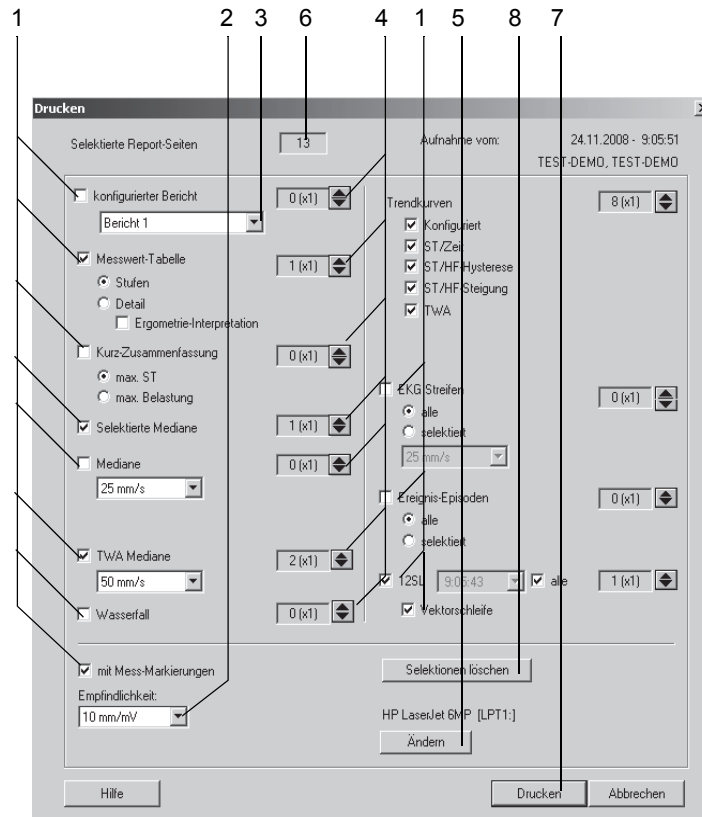 1 2 3 6 4 1 5 8 7
Drucken
Selektierte Report-Seiten 13 Aufnahme vom: 24.11.2008 - 9:05:51
TEST-DEMO, TEST-DEMO
konfigurierter Bericht 0 (x1)
Bericht 1
Messwert-Tabelle 1 (x1)
Stufen
Detail
Ergometrie-Interpretation
Kurz-Zusammenfassung 0 (x1)
max. ST
max. Belastung
Selektierte Mediane 1 (x1)
Mediane 0 (x1)
25 mm/s
TWA Mediane 2 (x1)
50 mm/s
Wasserfall 0 (x1)
Trendkurven 8 (x1)
Konfiguriert
ST/Zeit
ST/HF-Hysterese
ST/HF-Steigung
TWA
EKG Streifen 0 (x1)
alle
selektiert
25 mm/s
Ereignis-Episoden 0 (x1)
alle
selektiert
12SL 9:05:43 alle 1 (x1)
Vektorschleife
mit Mess-Markierungen
Empfindlichkeit:
10 mm/mV
Selektionen löschen
HP LaserJet 6MP [LPT1:]
Ändern
Hilfe Drucken Abbrechen